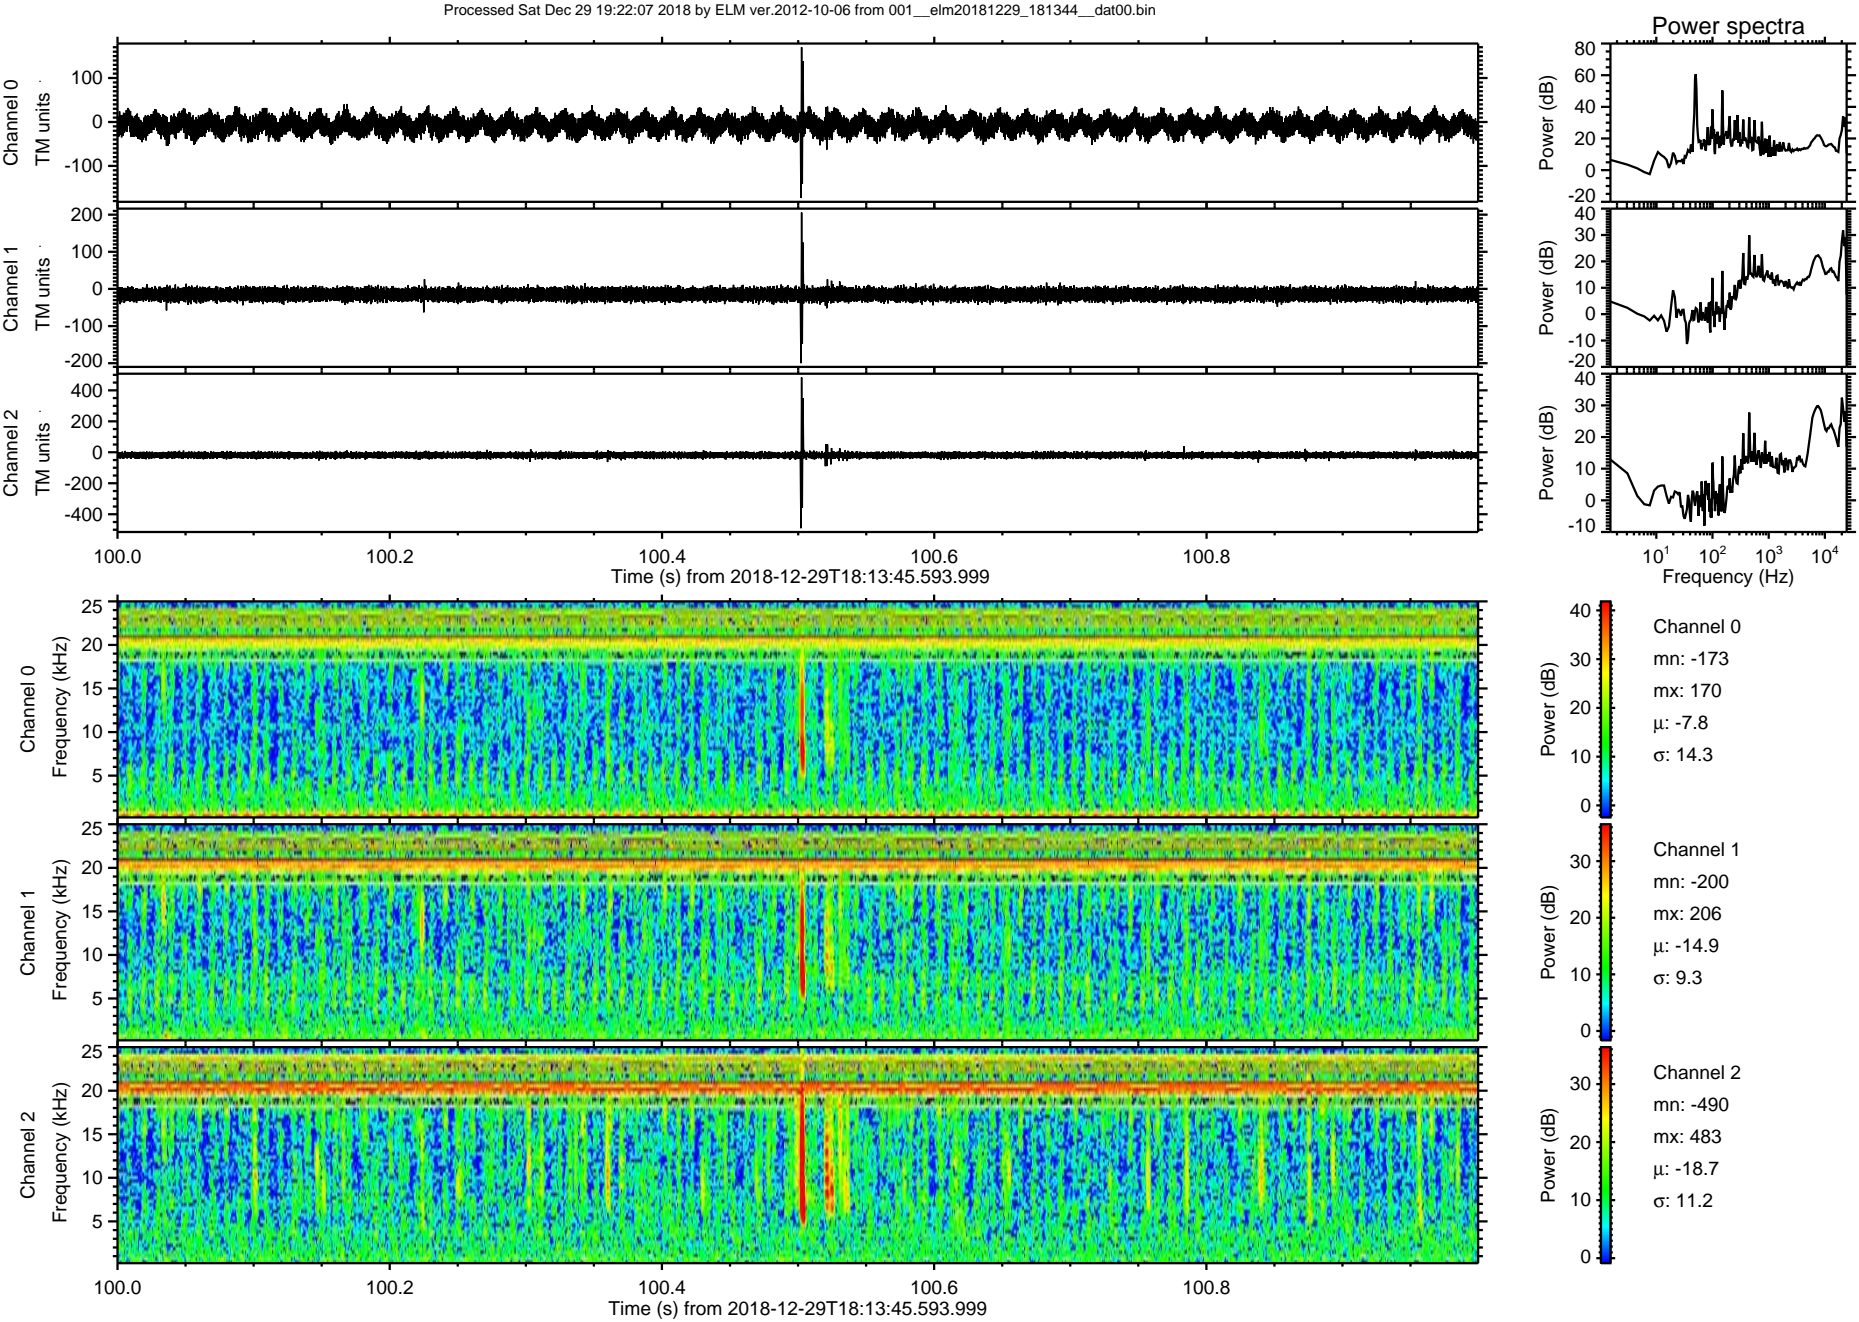 Processed Sat Dec 29 19:22:07 2018 by ELM ver.2012-10-06 from 001__elm20181229_181344__dat00.bin
Power spectra
Channel 0
TM units
100
0
-100
Power (dB)
80
60
40
20
0
-20
Channel 1
TM units
200
100
0
-100
-200
Power (dB)
40
30
20
10
0
-10
-20
Channel 2
TM units
400
200
0
-200
-400
Power (dB)
40
30
20
10
0
-10
100.0 100.2 100.4 100.6 100.8
Time (s) from 2018-12-29T18:13:45.593.999
10¹ 10² 10³ 10⁴
Frequency (Hz)
Channel 0
Frequency (kHz)
25
20
15
10
5
Power (dB)
40
30
20
10
0
Channel 0
mn: -173
mx: 170
μ: -7.8
σ: 14.3
Channel 1
Frequency (kHz)
25
20
15
10
5
Power (dB)
30
20
10
0
Channel 1
mn: -200
mx: 206
μ: -14.9
σ: 9.3
Channel 2
Frequency (kHz)
25
20
15
10
5
Power (dB)
30
20
10
0
Channel 2
mn: -490
mx: 483
μ: -18.7
σ: 11.2
100.0 100.2 100.4 100.6 100.8
Time (s) from 2018-12-29T18:13:45.593.999